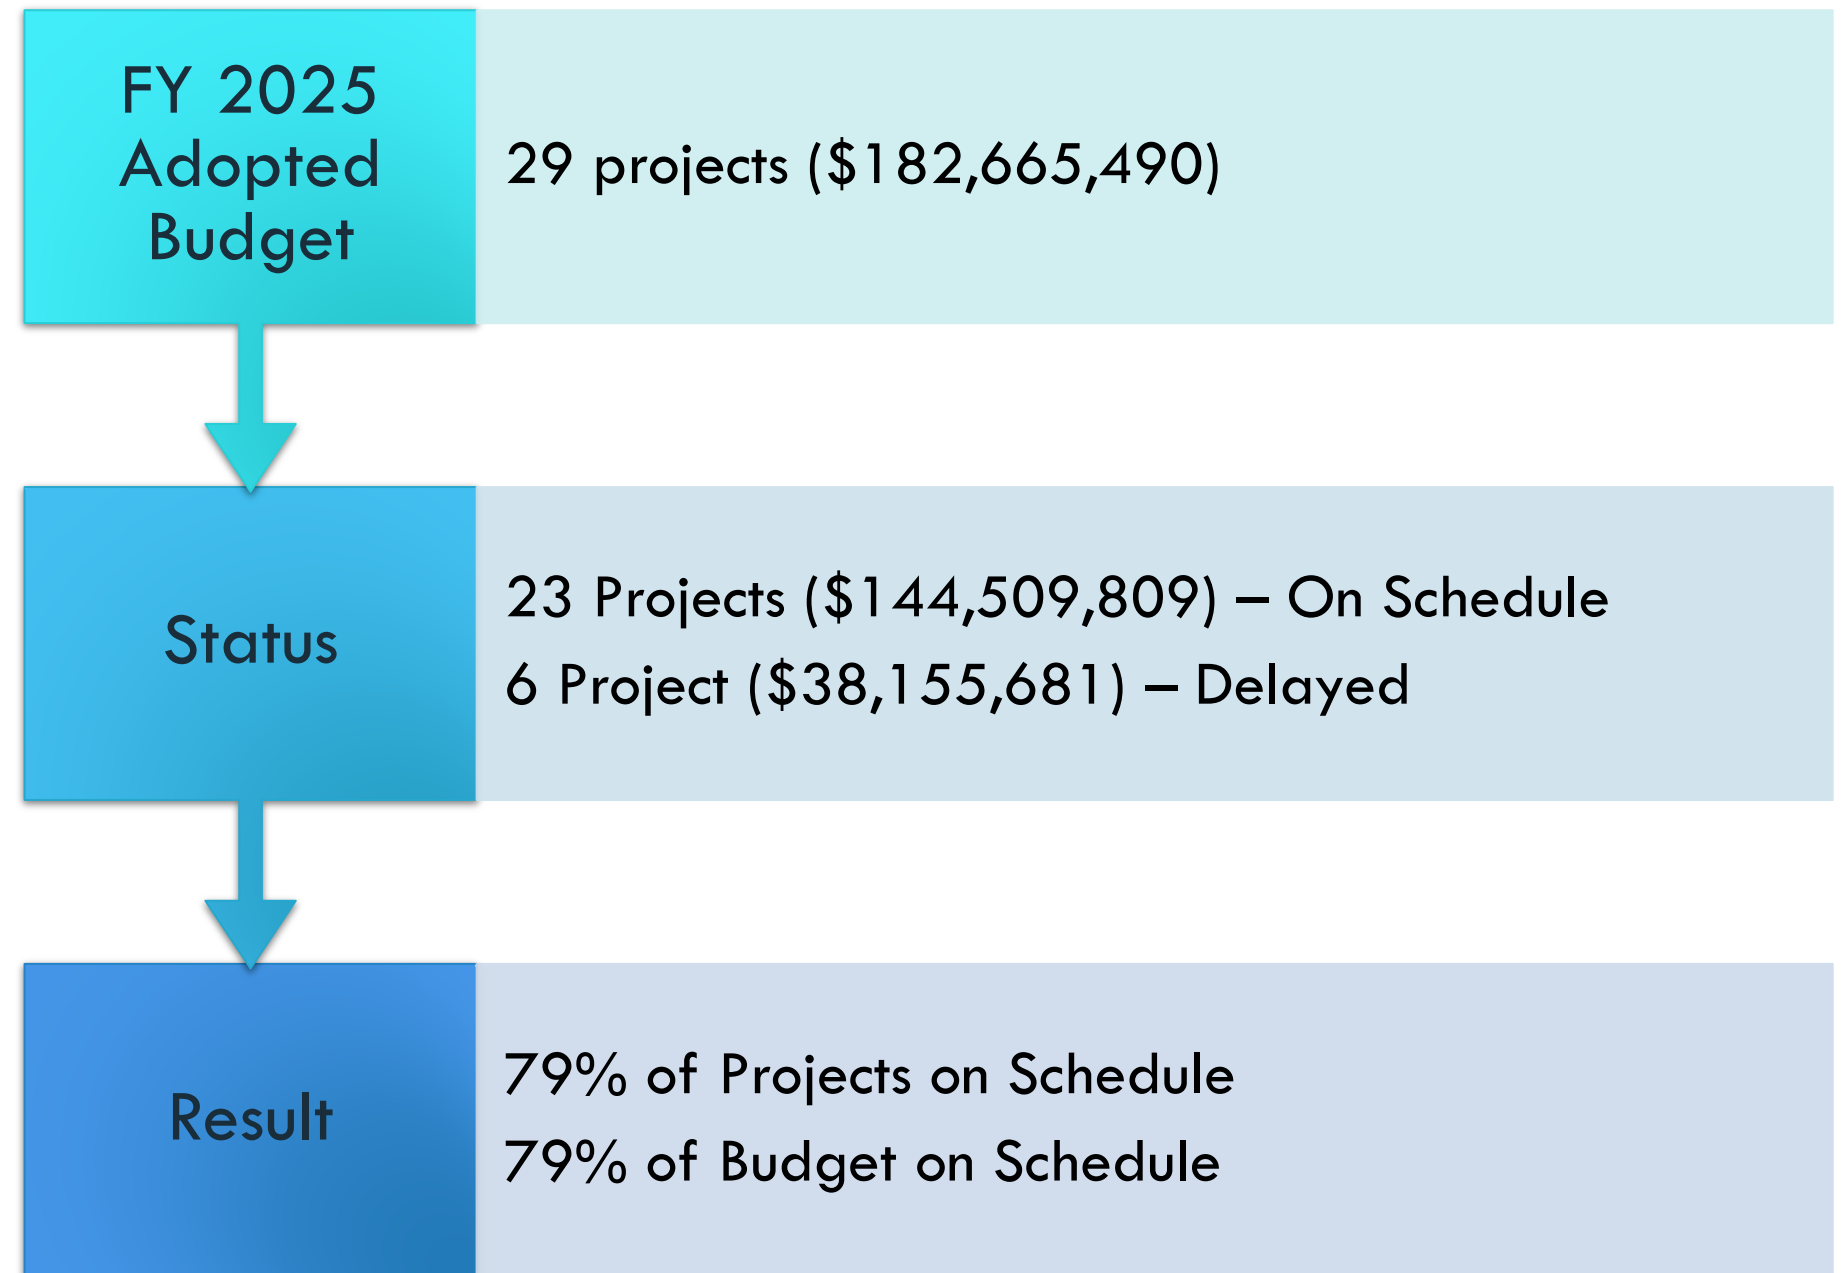 FY 2025
Adopted
Budget
29 projects ($182,665,490)
Status
23 Projects ($144,509,809) – On Schedule
6 Project ($38,155,681) – Delayed
Result
79% of Projects on Schedule
79% of Budget on Schedule